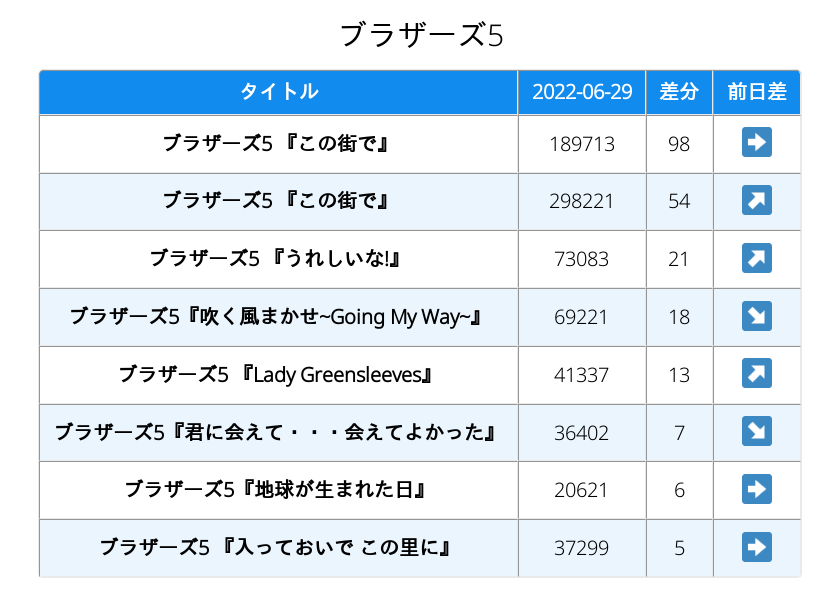 ブラザーズ5
タイトル 2022-06-29 差分 前日差
ブラザーズ5 『この街で』 189713 98 ➡
ブラザーズ5 『この街で』 298221 54 ↗
ブラザーズ5 『うれしいな!』 73083 21 ↗
ブラザーズ5『吹く風まかせ~Going My Way~』 69221 18 ↘
ブラザーズ5 『Lady Greensleeves』 41337 13 ↗
ブラザーズ5『君に会えて・・・会えてよかった』 36402 7 ↘
ブラザーズ5『地球が生まれた日』 20621 6 ➡
ブラザーズ5 『入っておいで この里に』 37299 5 ➡